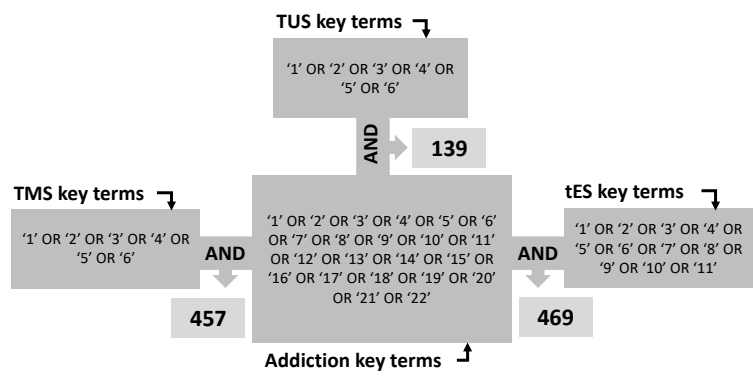 TUS key terms
‘1’ OR ‘2’ OR ‘3’ OR ‘4’ OR
‘5’ OR ‘6’
AND
139
TMS key terms
‘1’ OR ‘2’ OR ‘3’ OR ‘4’ OR
‘5’ OR ‘6’
AND
457
‘1’ OR ‘2’ OR ‘3’ OR ‘4’ OR ‘5’ OR ‘6’
OR ‘7’ OR ‘8’ OR ‘9’ OR ‘10’ OR ‘11’
OR ‘12’ OR ‘13’ OR ‘14’ OR ‘15’ OR
‘16’ OR ‘17’ OR ‘18’ OR ‘19’ OR ‘20’
OR ‘21’ OR ‘22’
Addiction key terms
AND
469
tES key terms
‘1’ OR ‘2’ OR ‘3’ OR ‘4’ OR
‘5’ OR ‘6’ OR ‘7’ OR ‘8’ OR
‘9’ OR ‘10’ OR ‘11’